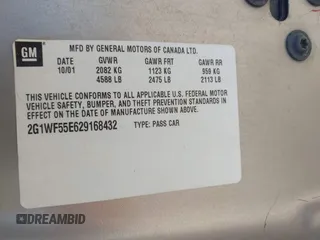 GM
MFD BY GENERAL MOTORS OF CANADA LTD.
DATE GVWR GAWR FRT GAWR RR
10/01 2082 KG 1123 KG 959 KG
4588 LB 2475 LB 2113 LB
THIS VEHICLE CONFORMS TO ALL APPLICABLE U.S. FEDERAL MOTOR
VEHICLE SAFETY, BUMPER, AND THEFT PREVENTION STANDARDS IN
EFFECT ON THE DATE OF MANUFACTURE SHOWN ABOVE.
2G1WF55E629168432 TYPE: PASS CAR
DREAMBID